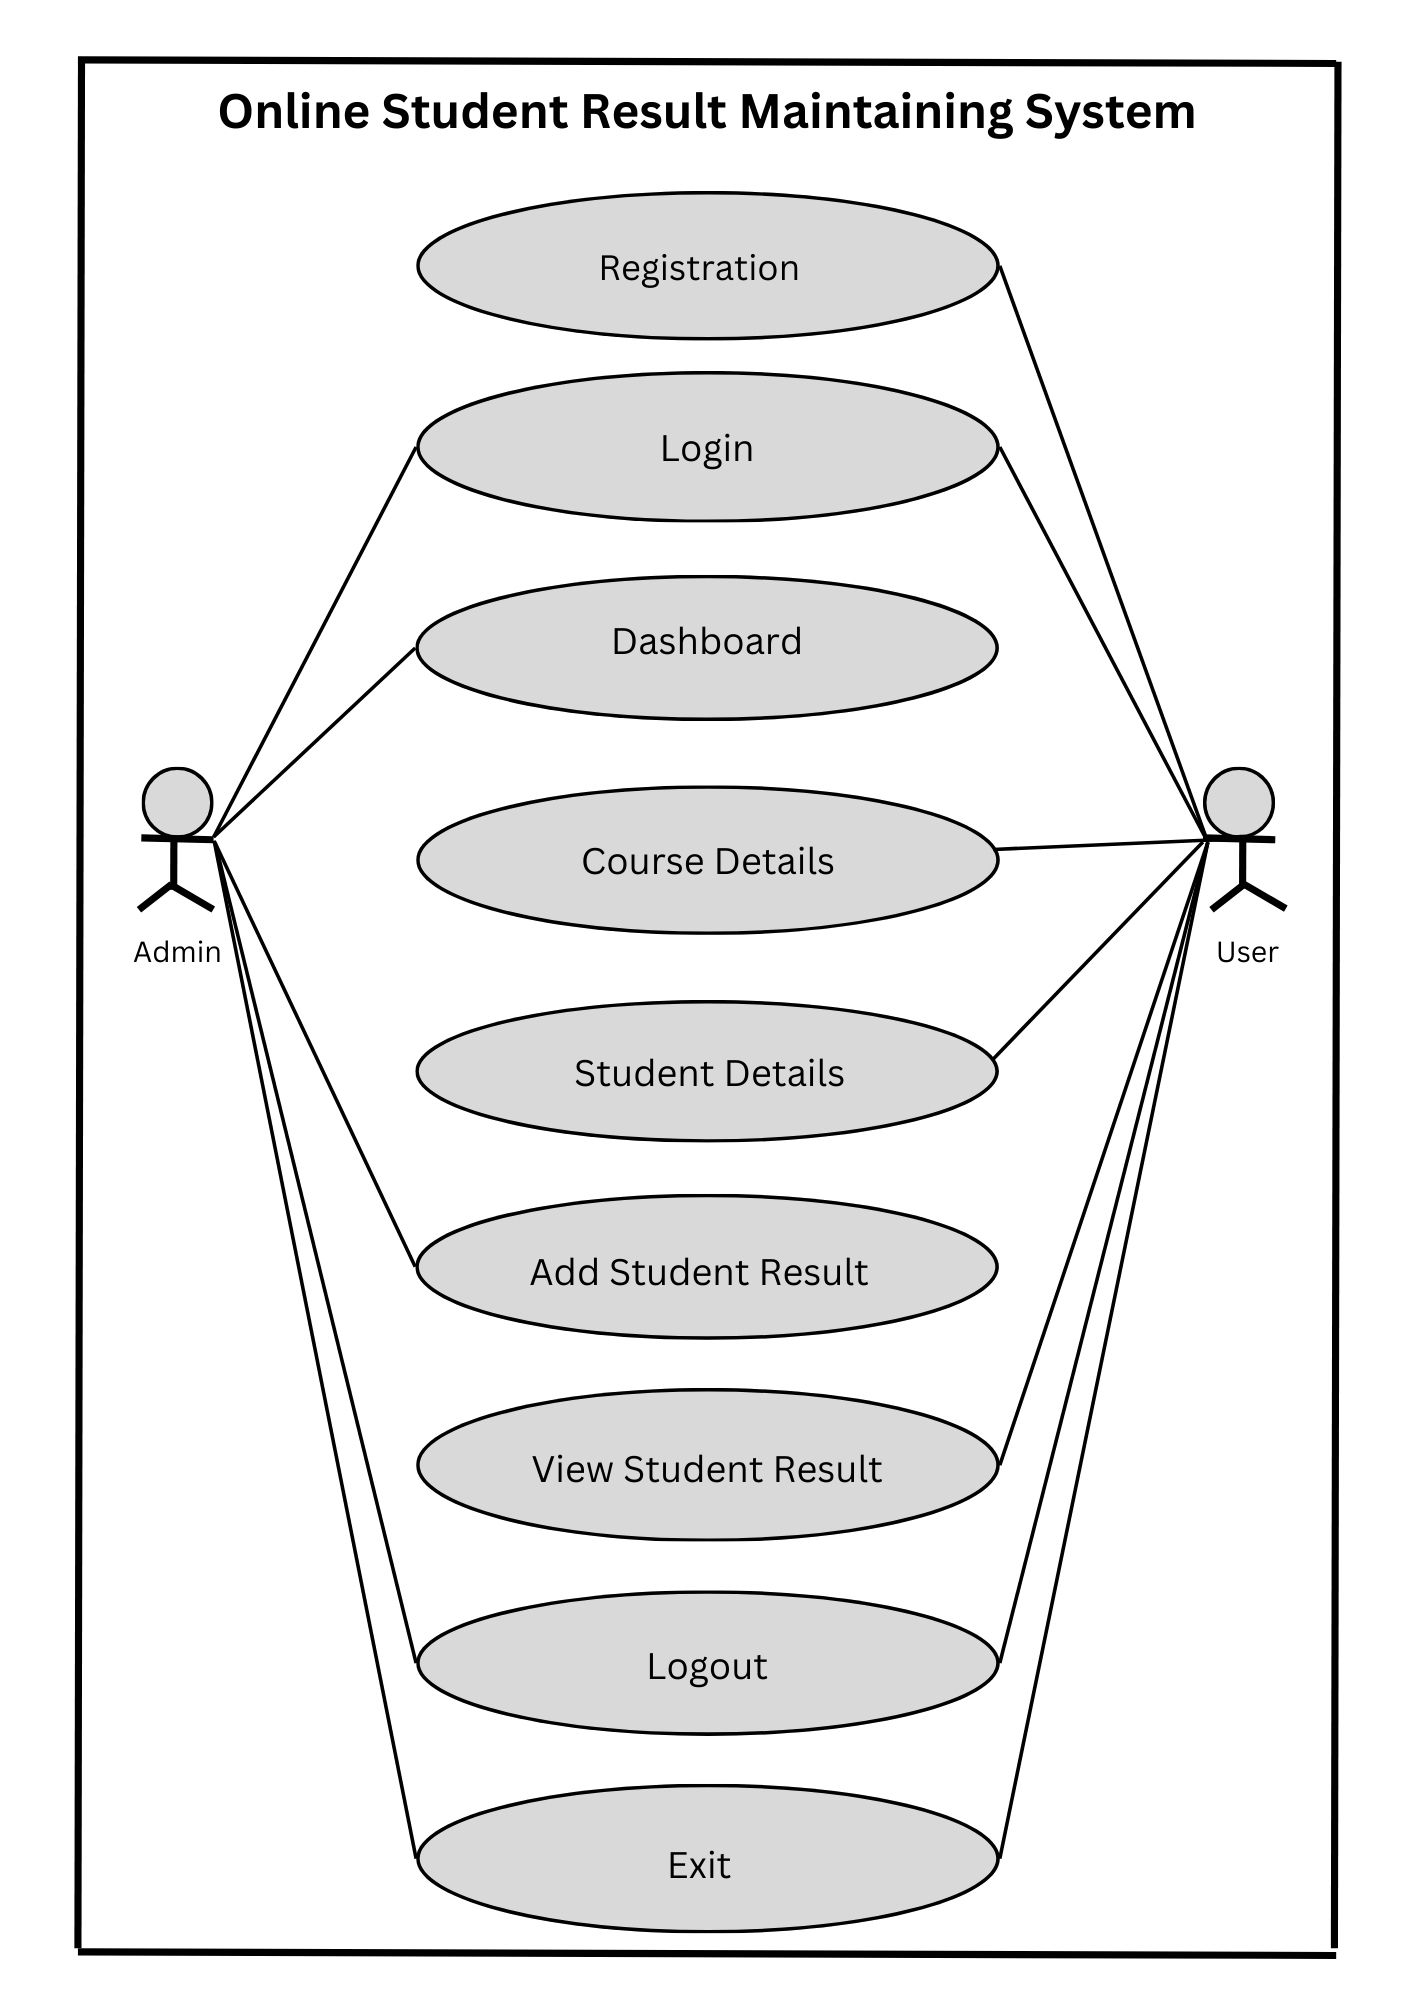 Online Student Result Maintaining System
Registration
Login
Dashboard
Course Details
Admin
User
Student Details
Add Student Result
View Student Result
Logout
Exit